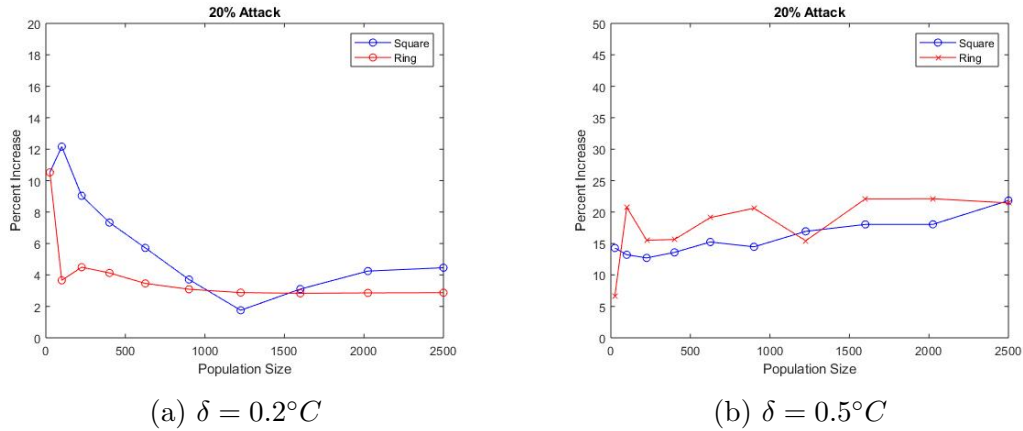 20% Attack
20
18
16
14
12
10
8
6
4
2
0
Percent Increase
Square
Ring
0 500 1000 1500 2000 2500
Population Size
(a) δ = 0.2°C
20% Attack
50
45
40
35
30
25
20
15
10
5
0
Percent Increase
Square
Ring
0 500 1000 1500 2000 2500
Population Size
(b) δ = 0.5°C